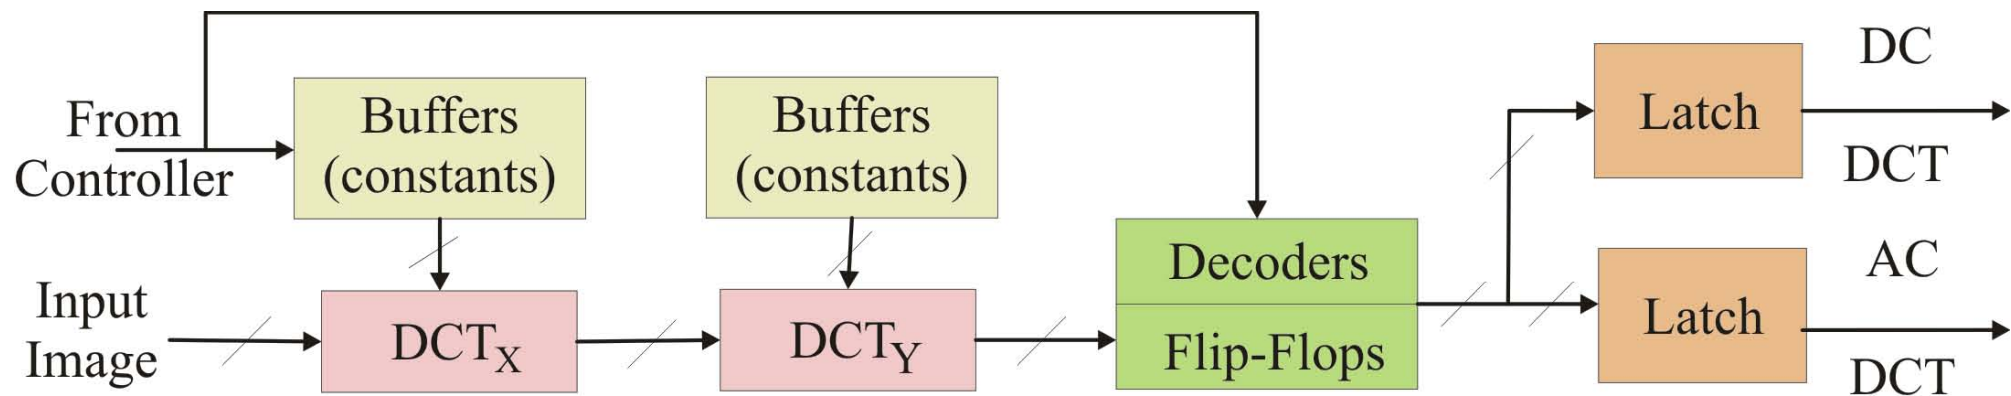 From
Controller
Buffers
(constants)
Buffers
(constants)
Input
Image
DCTX
DCTY
Decoders
Flip-Flops
Latch
DC
DCT
Latch
AC
DCT